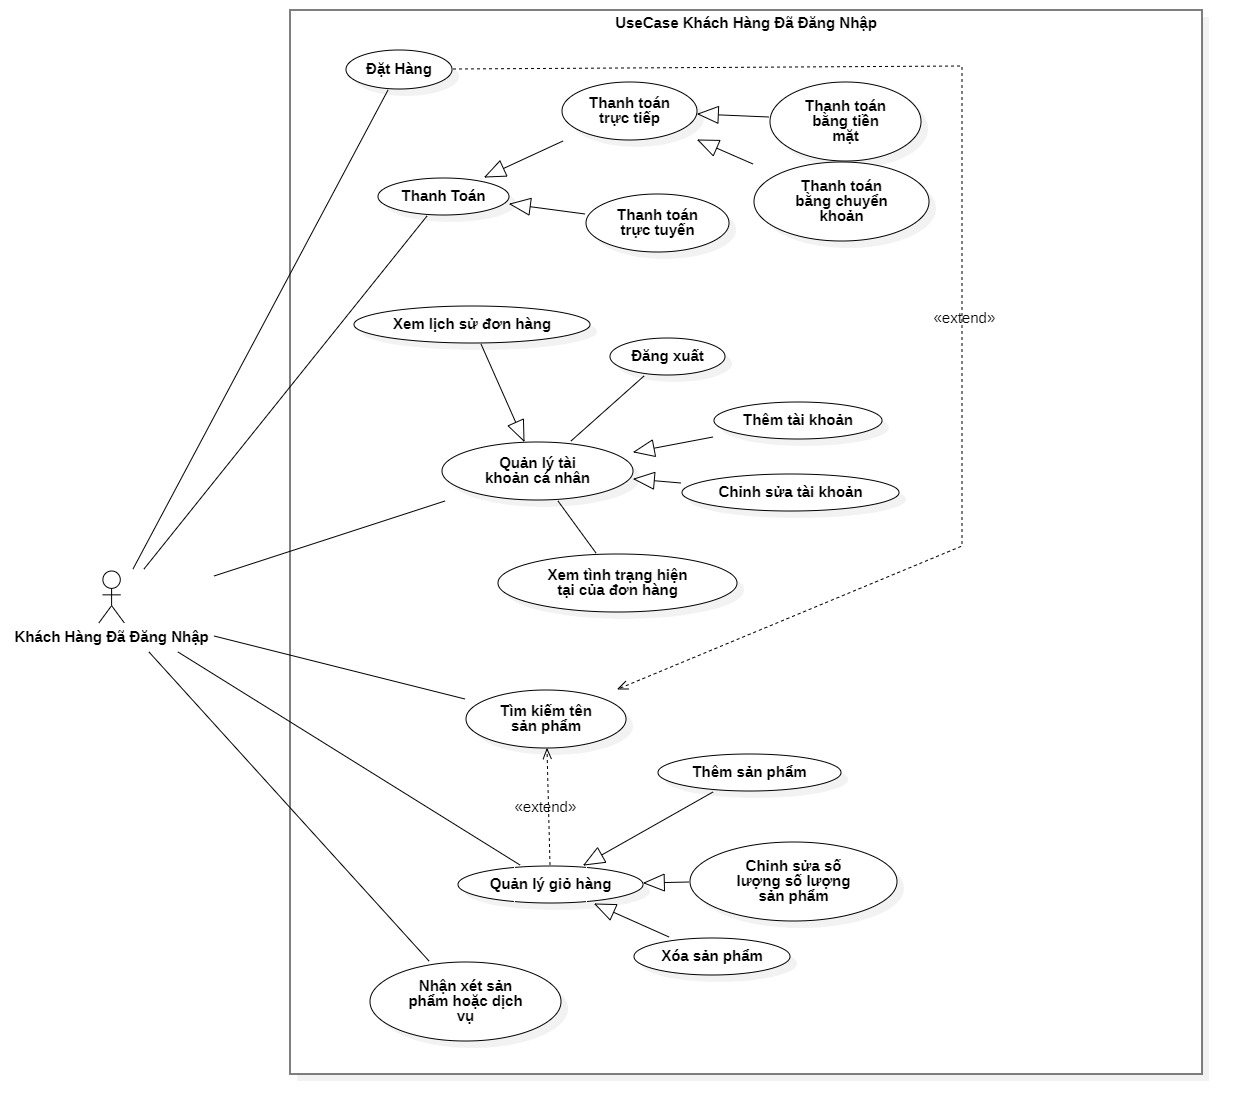 UseCase Khách Hàng Đã Đăng Nhập
Đặt Hàng
Thanh toán
trực tiếp
Thanh toán
bằng tiền
mặt
Thanh Toán
Thanh toán
bằng chuyển
khoản
Thanh toán
trực tuyến
«extend»
Xem lịch sử đơn hàng
Đăng xuất
Thêm tài khoản
Quản lý tài
khoản cá nhân
Chỉnh sửa tài khoản
Xem tình trạng hiện
tại của đơn hàng
Khách Hàng Đã Đăng Nhập
Tìm kiếm tên
sản phẩm
Thêm sản phẩm
«extend»
Quản lý giỏ hàng
Chỉnh sửa số
lượng số lượng
sản phẩm
Xóa sản phẩm
Nhận xét sản
phẩm hoặc dịch
vụ